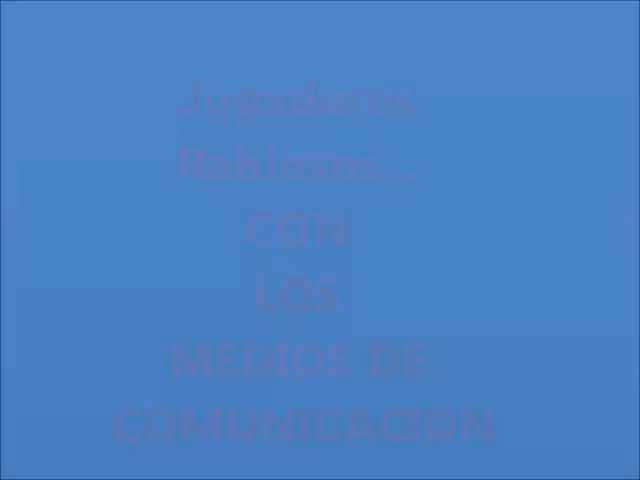 Jugadores
Rabiosos...
CON
LOS
MEDIOS DE
COMUNICACION